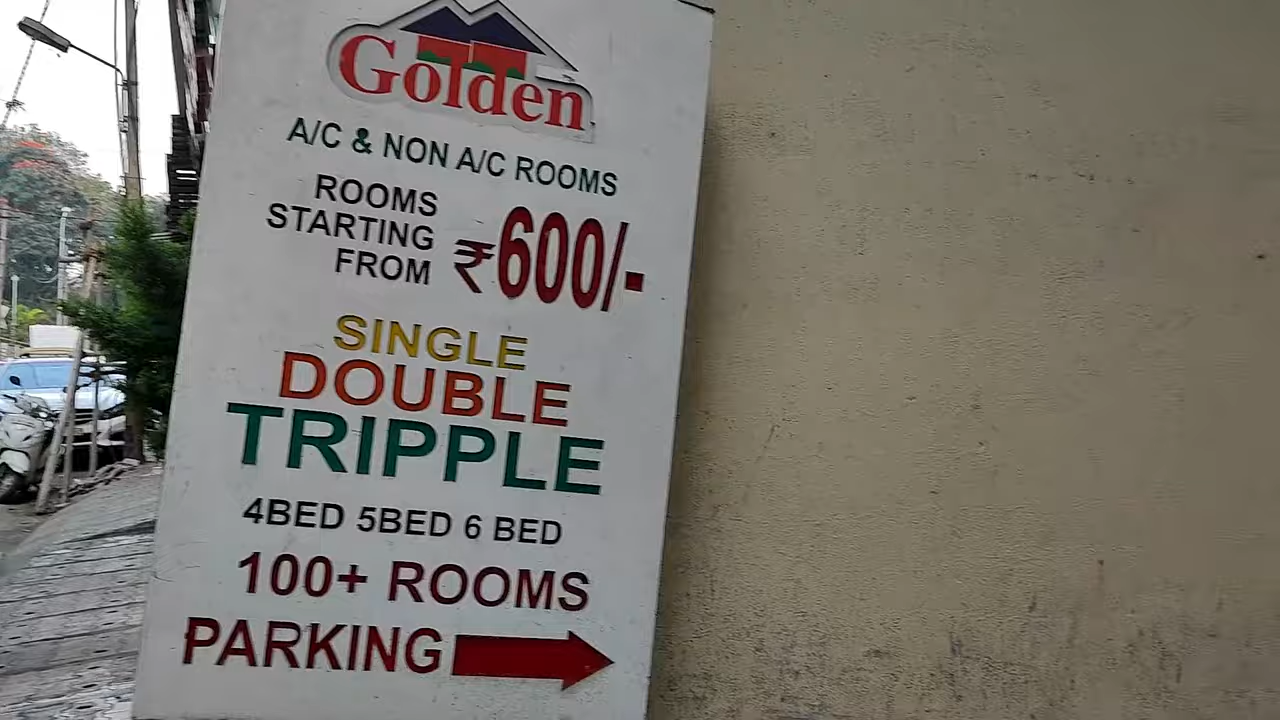 Golden
A/C & NON A/C ROOMS
ROOMS
STARTING
FROM ₹600/-
SINGLE
DOUBLE
TRIPPLE
4BED 5BED 6 BED
100+ ROOMS
PARKING